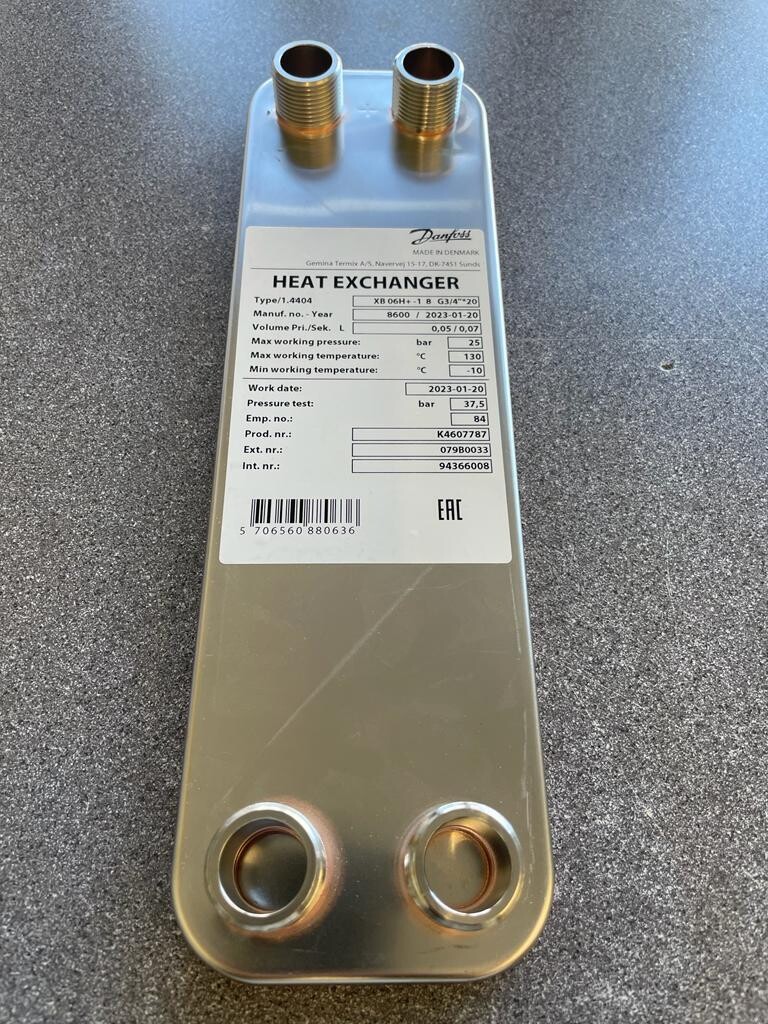 Danfoss
MADE IN DENMARK
Gemina Termix A/S, Navervej 15-17, DK-7451 Sunds
HEAT EXCHANGER
Type/1.4404 XB 06H+ -1 8 G3/4"*20
Manuf. no. - Year 8600 / 2023-01-20
Volume Pri./Sek. L 0,05 / 0,07
Max working pressure: bar 25
Max working temperature: °C 130
Min working temperature: °C -10
Work date: 2023-01-20
Pressure test: bar 37,5
Emp. no.: 84
Prod. nr.: K4607787
Ext. nr.: 079B0033
Int. nr.: 94366008
EAC
5 706560 880636